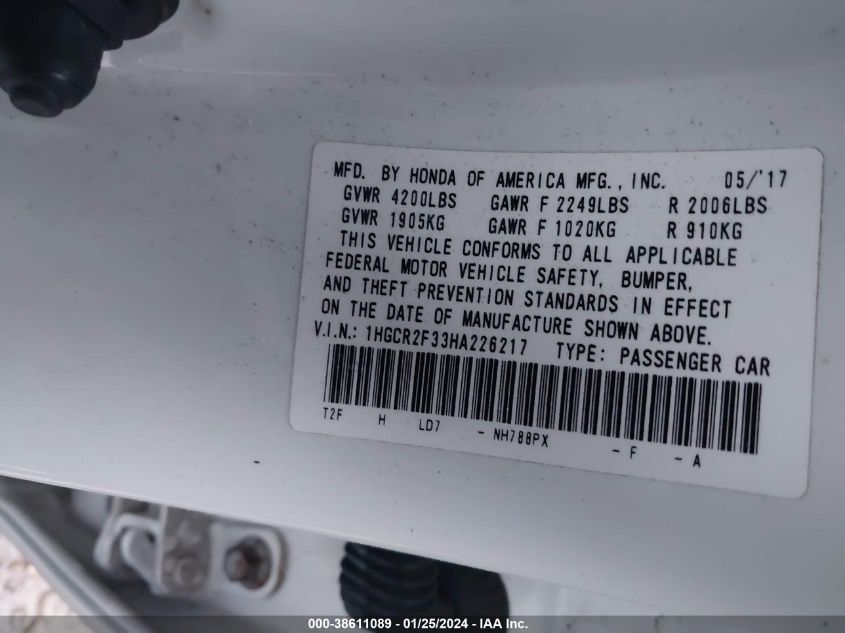 MFD. BY HONDA OF AMERICA MFG., INC. 05/'17
GVWR 4200LBS GAWR F 2249LBS R 2006LBS
GVWR 1905KG GAWR F 1020KG R 910KG
THIS VEHICLE CONFORMS TO ALL APPLICABLE
FEDERAL MOTOR VEHICLE SAFETY, BUMPER,
AND THEFT PREVENTION STANDARDS IN EFFECT
ON THE DATE OF MANUFACTURE SHOWN ABOVE.
V.I.N.: 1HGCR2F33HA226217 TYPE: PASSENGER CAR
T2F H LD7 - NH788PX - F - A
000-38611089 - 01/25/2024 - IAA Inc.